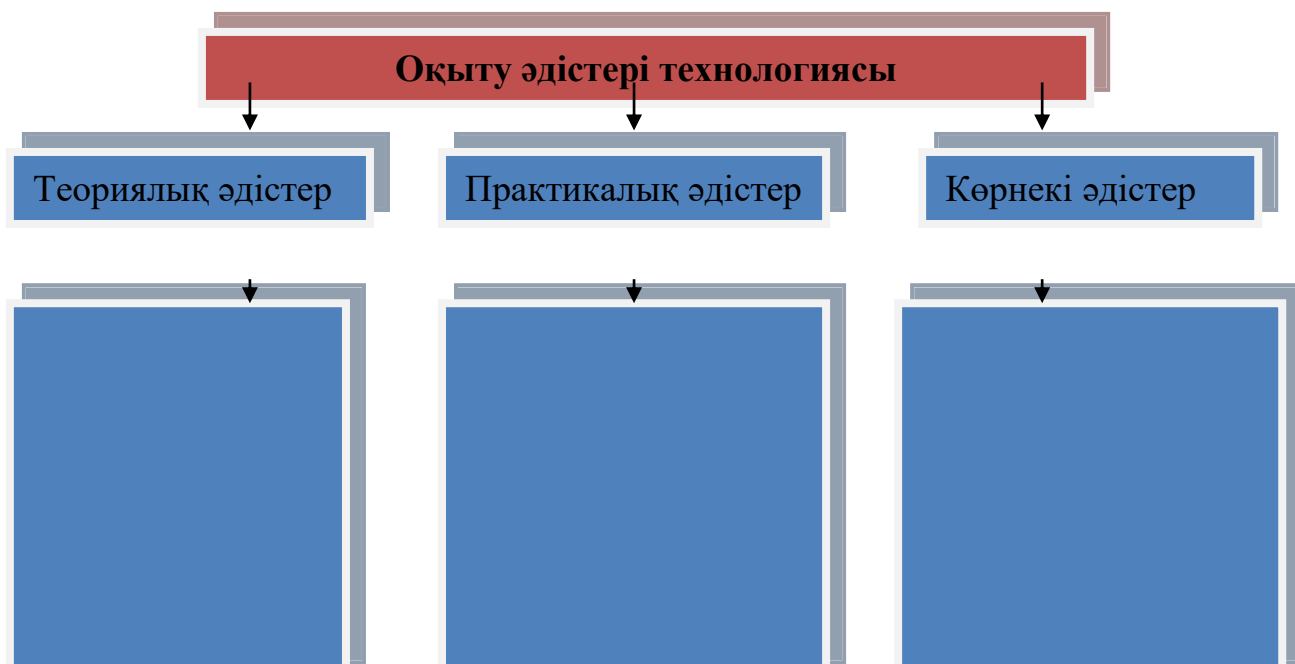 Оқыту әдістері технологиясы
Теориялық әдістер
Практикалық әдістер
Көрнекі әдістер